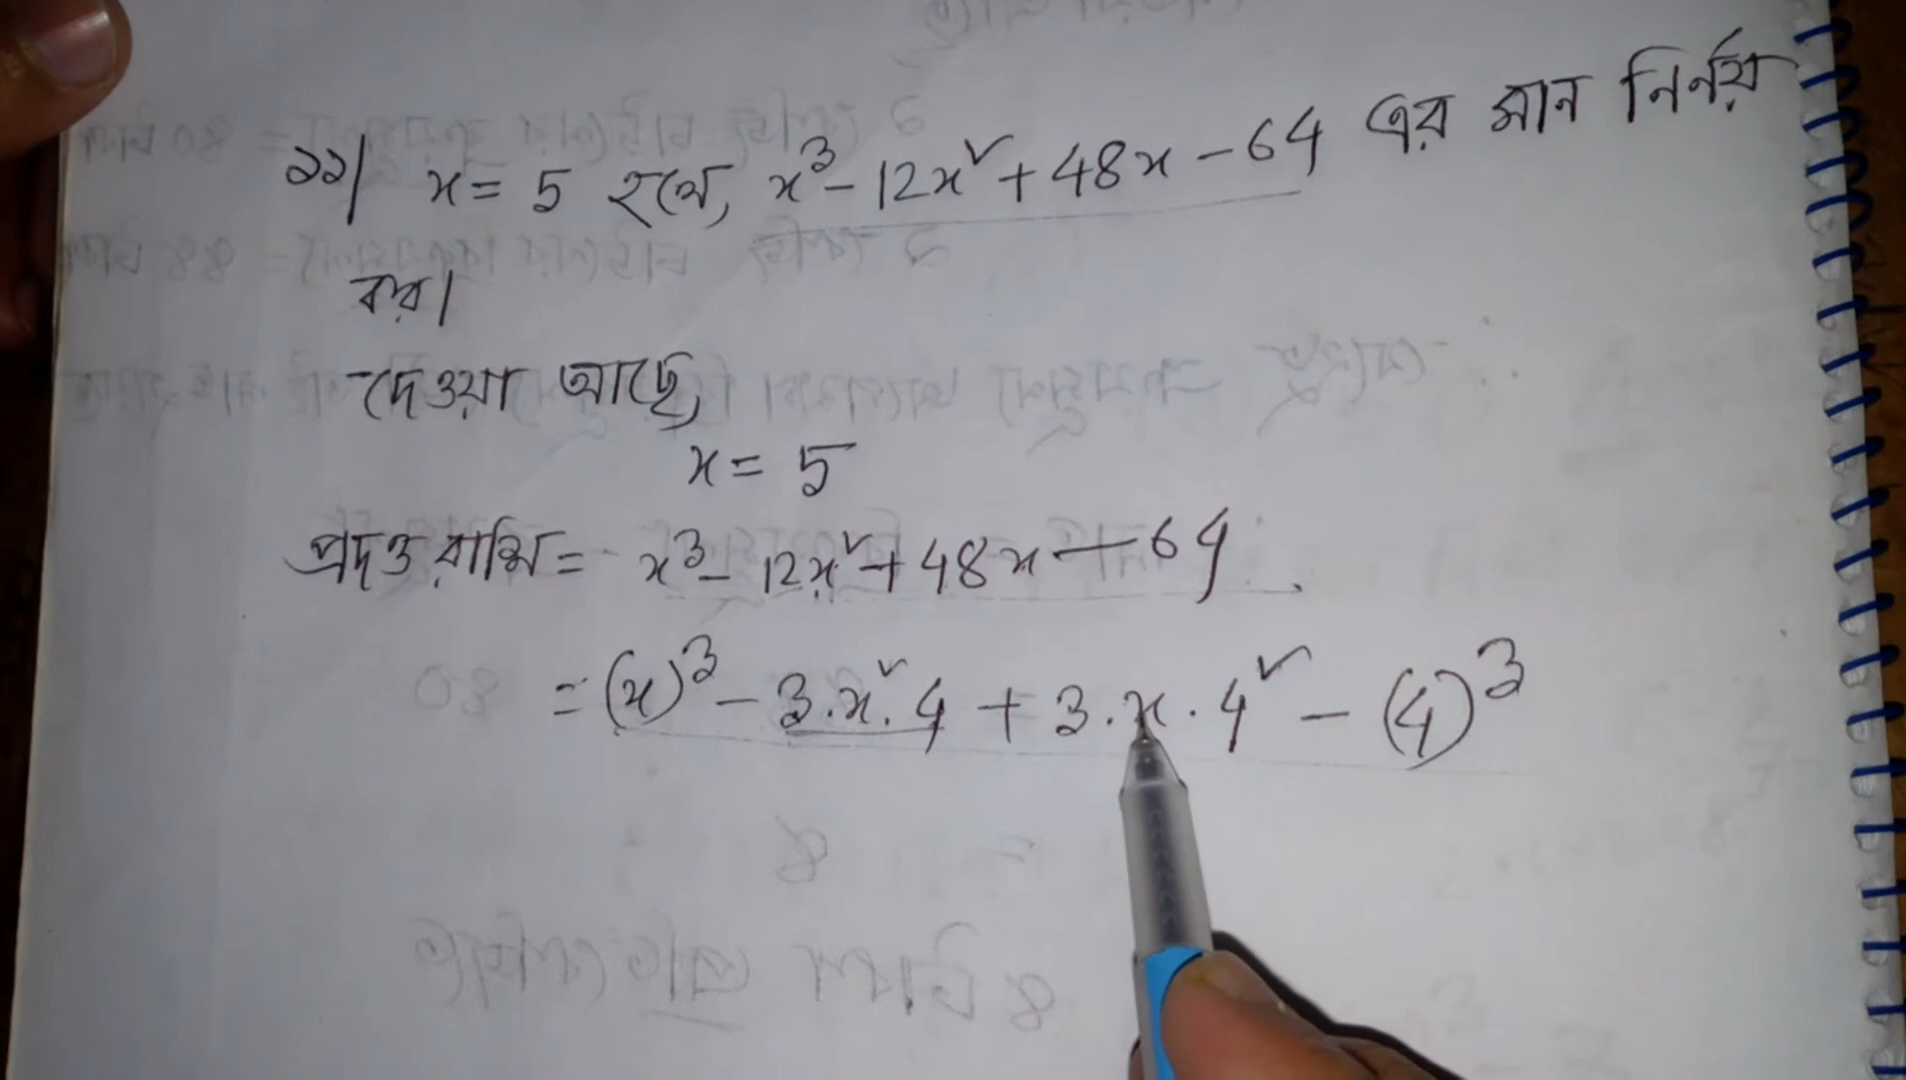 ১১| x = 5 হলে, x³ - 12x² + 48x - 64 এর মান নির্নয়
কর।
দেওয়া আছে,
x = 5
প্রদত্ত রাশি = x³ - 12x² + 48x - 64
= (x)³ - 3.x².4 + 3.x.4² - (4)³